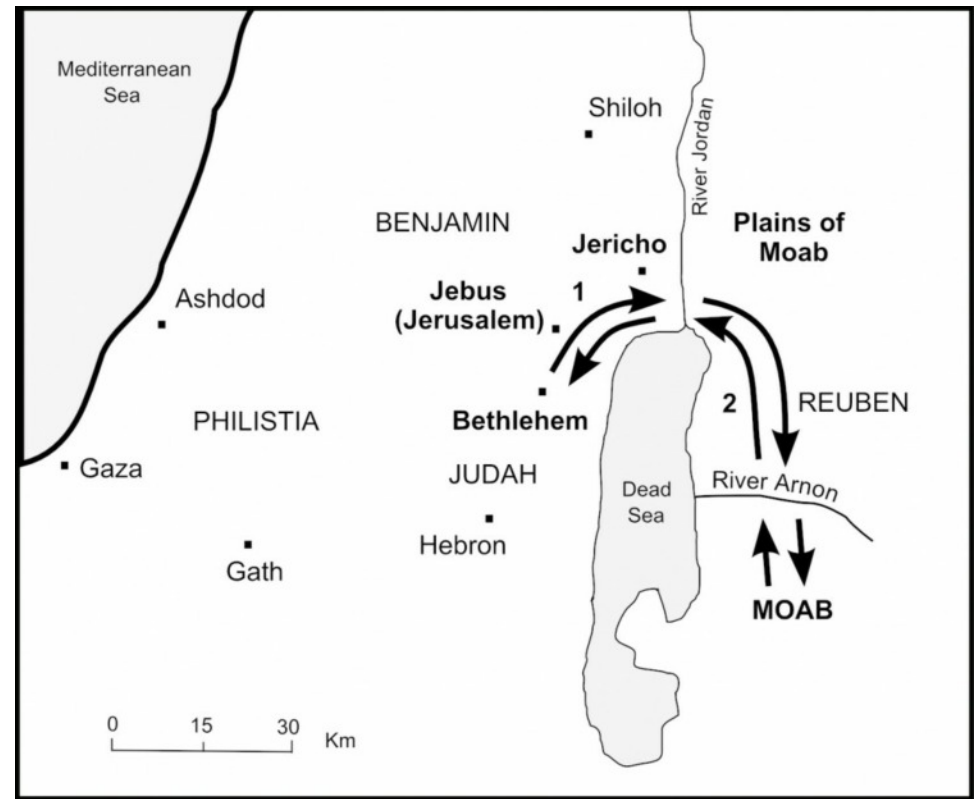 Mediterranean
Sea
Shiloh
River Jordan
BENJAMIN
Plains of
Moab
Jericho
Ashdod
Jebus
(Jerusalem)
1
2
REUBEN
PHILISTIA
Bethlehem
Gaza
JUDAH
River Arnon
Dead
Sea
Hebron
Gath
MOAB
0 15 30
Km